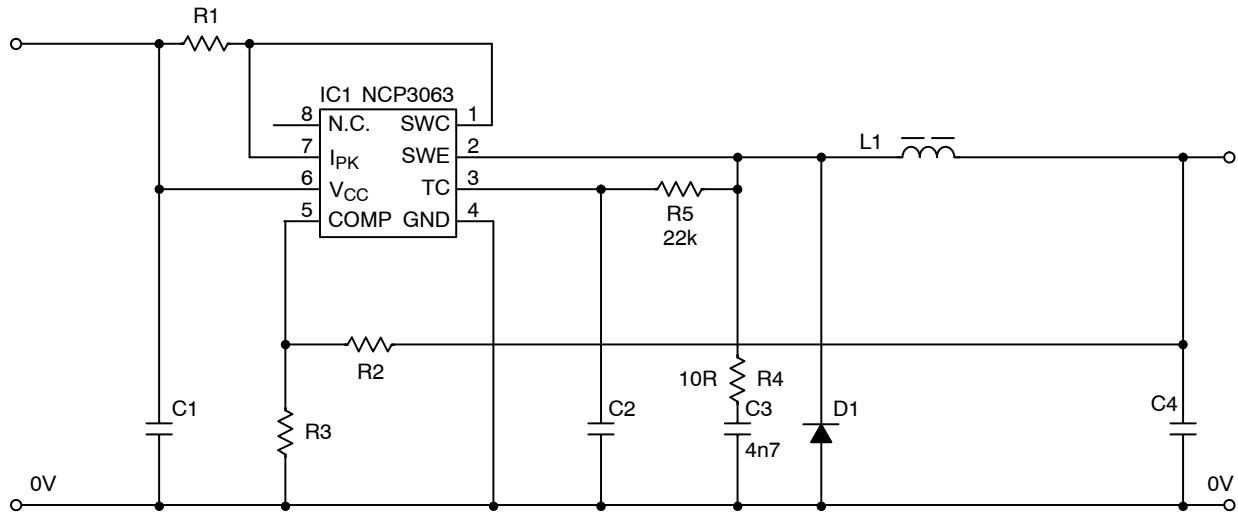 R1
IC1 NCP3063
8 N.C. SWC 1
7 IPK SWE 2
6 VCC TC 3
5 COMP GND 4
L1
R5
22k
R2
10R R4
C1
R3
C2
C3
4n7
D1
C4
0V
0V